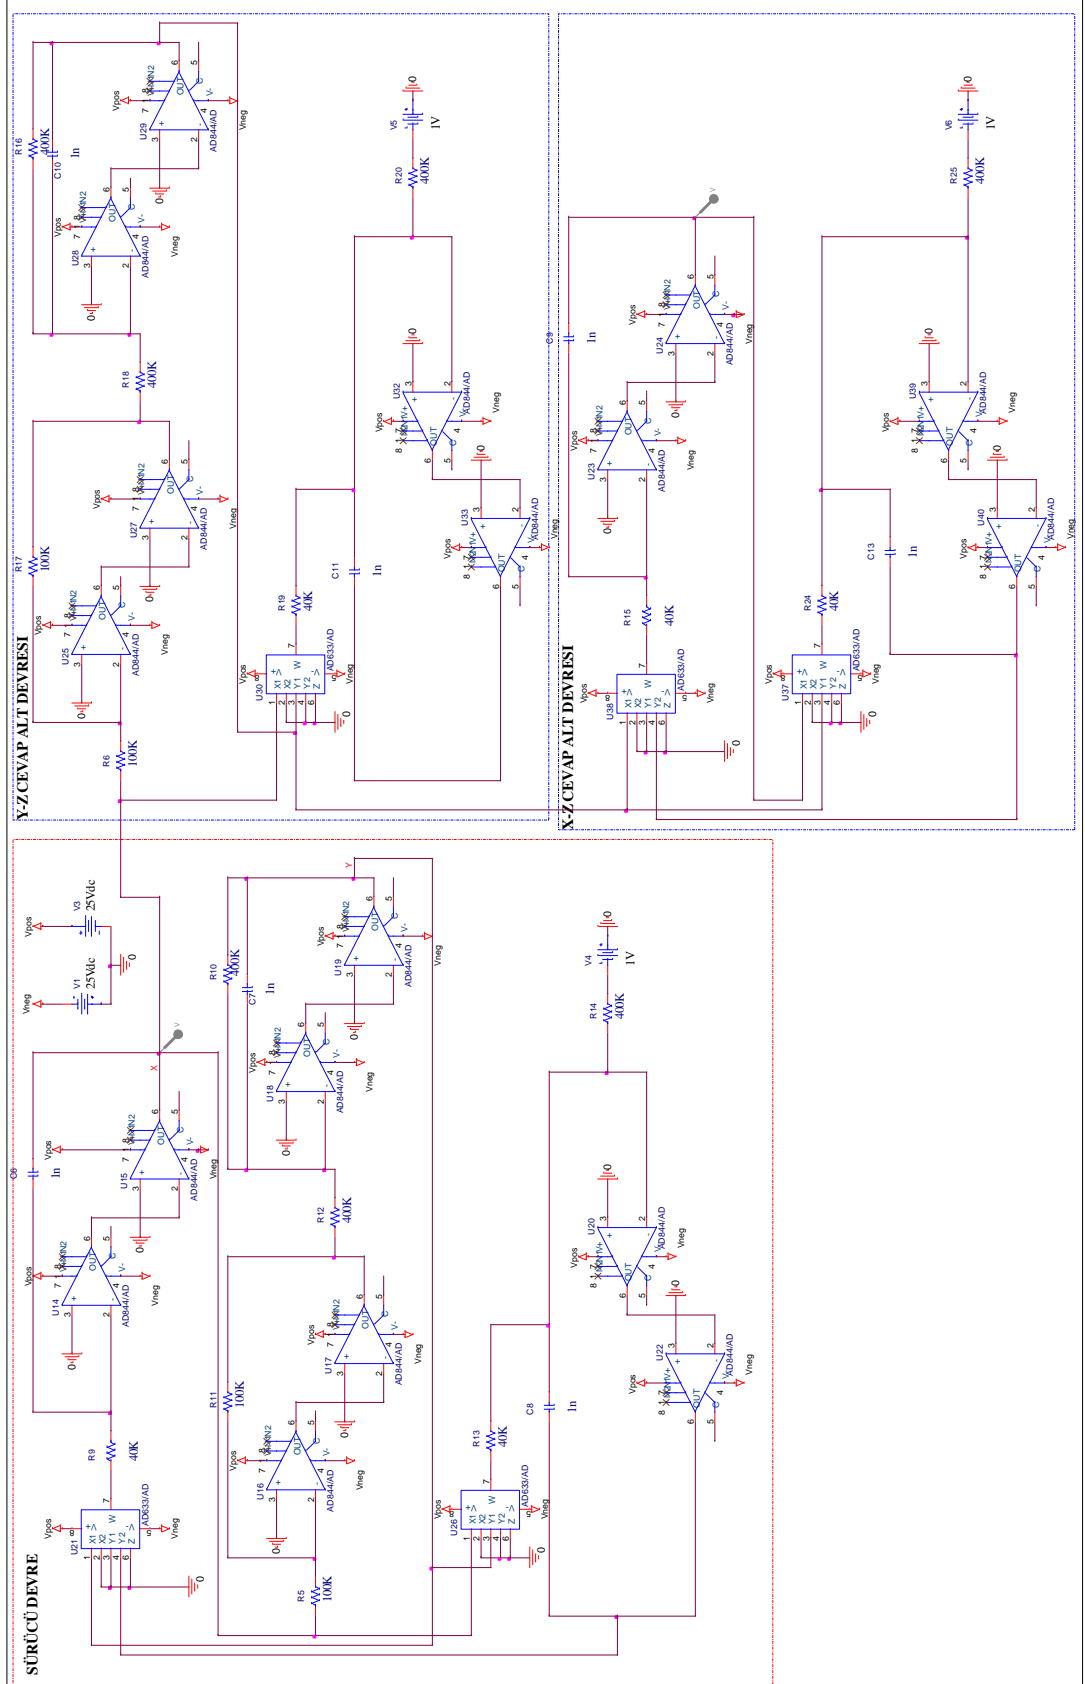 Y-Z CEVAP ALT DEVRESI
R16
400K
C10
1n
U29
AD844/AD
U28
AD844/AD
R18
400K
R17
100K
U27
AD844/AD
U25
AD844/AD
R6
100K
V5
1V
R20
400K
U32
AD844/AD
U33
AD844/AD
C11
1n
R19
40K
U30
AD633/AD
X-Z CEVAP ALT DEVRESI
C9
1n
U24
AD844/AD
U23
AD844/AD
R15
40K
U38
AD633/AD
V6
1V
R25
400K
U39
AD844/AD
U40
AD844/AD
C13
1n
R24
40K
U37
AD633/AD
SÜRÜCÜ DEVRE
V3
25Vdc
V1
25Vdc
Vpos
Vneg
0
X
C6
1n
U15
AD844/AD
U14
AD844/AD
R9
40K
U21
AD633/AD
Y
R10
400K
C7
1n
U19
AD844/AD
U18
AD844/AD
R12
400K
R11
100K
U17
AD844/AD
U16
AD844/AD
R5
100K
V4
1V
R14
400K
U20
AD844/AD
U22
AD844/AD
C8
1n
R13
40K
U26
AD633/AD
X1
X2
Y1
Y2
Z
W
OUT